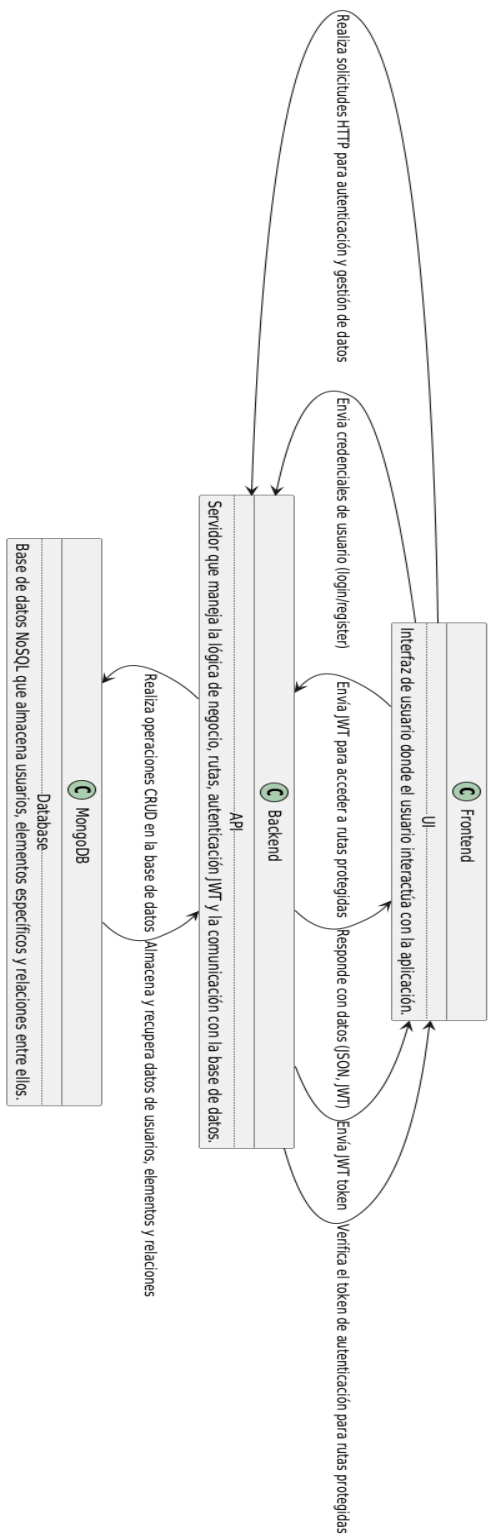 C Frontend
UI
Interfaz de usuario donde el usuario interactúa con la aplicación.
Realiza solicitudes HTTP para autenticación y gestión de datos
Envia credenciales de usuario (login/register)
Envía JWT para acceder a rutas protegidas
Responde con datos (JSON, JWT)
Envía JWT token
Verifica el token de autenticación para rutas protegidas
C Backend
API
Servidor que maneja la lógica de negocio, rutas, autenticación JWT y la comunicación con la base de datos.
Realiza operaciones CRUD en la base de datos
Almacena y recupera datos de usuarios, elementos y relaciones
C MongoDB
Database
Base de datos NoSQL que almacena usuarios, elementos específicos y relaciones entre ellos.